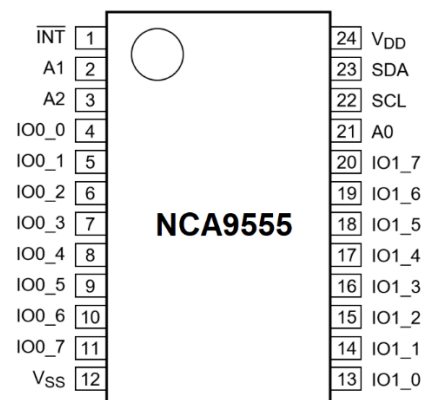 INT 1 24 VDD
A1 2 23 SDA
A2 3 22 SCL
IO0_0 4 21 A0
IO0_1 5 20 IO1_7
IO0_2 6 19 IO1_6
IO0_3 7 18 IO1_5
NCA9555
IO0_4 8 17 IO1_4
IO0_5 9 16 IO1_3
IO0_6 10 15 IO1_2
IO0_7 11 14 IO1_1
VSS 12 13 IO1_0